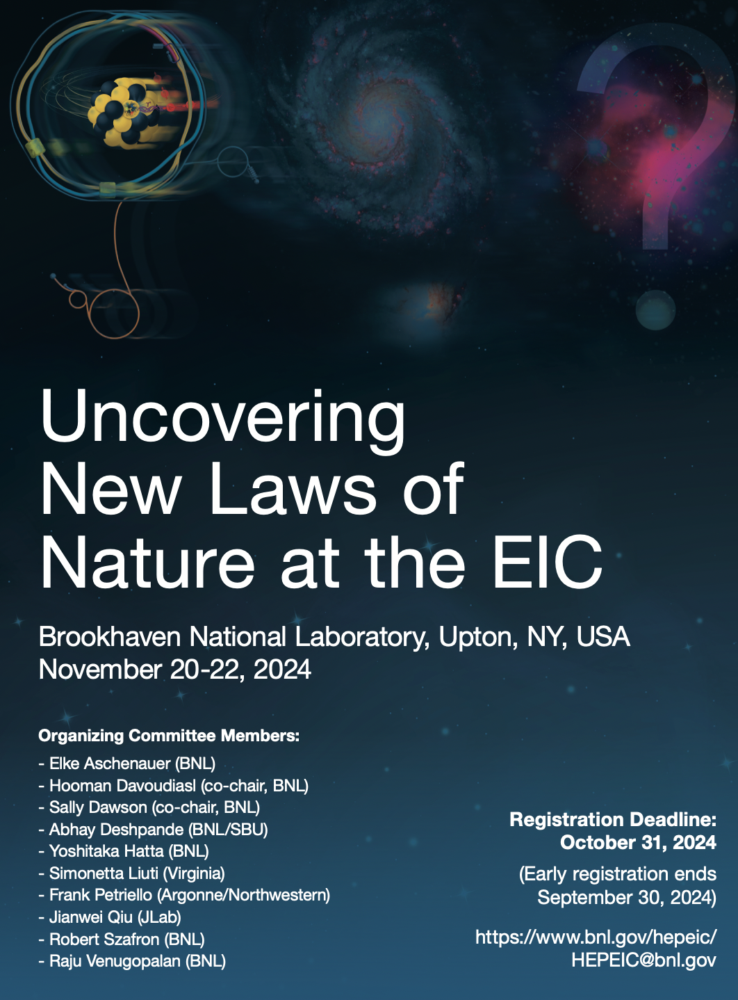 Uncovering
New Laws of
Nature at the EIC
Brookhaven National Laboratory, Upton, NY, USA
November 20-22, 2024
Organizing Committee Members:
- Elke Aschenauer (BNL)
- Hooman Davoudiasl (co-chair, BNL)
- Sally Dawson (co-chair, BNL)
- Abhay Deshpande (BNL/SBU)
- Yoshitaka Hatta (BNL)
- Simonetta Liuti (Virginia)
- Frank Petriello (Argonne/Northwestern)
- Jianwei Qiu (JLab)
- Robert Szafron (BNL)
- Raju Venugopalan (BNL)
Registration Deadline:
October 31, 2024
(Early registration ends
September 30, 2024)
https://www.bnl.gov/hepeic/
HEPEIC@bnl.gov